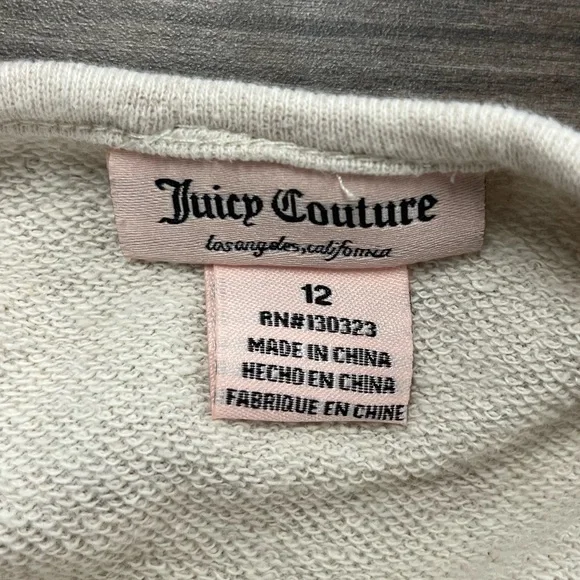 Juicy Couture
los angeles, california
12
RN#130323
MADE IN CHINA
HECHO EN CHINA
FABRIQUE EN CHINE